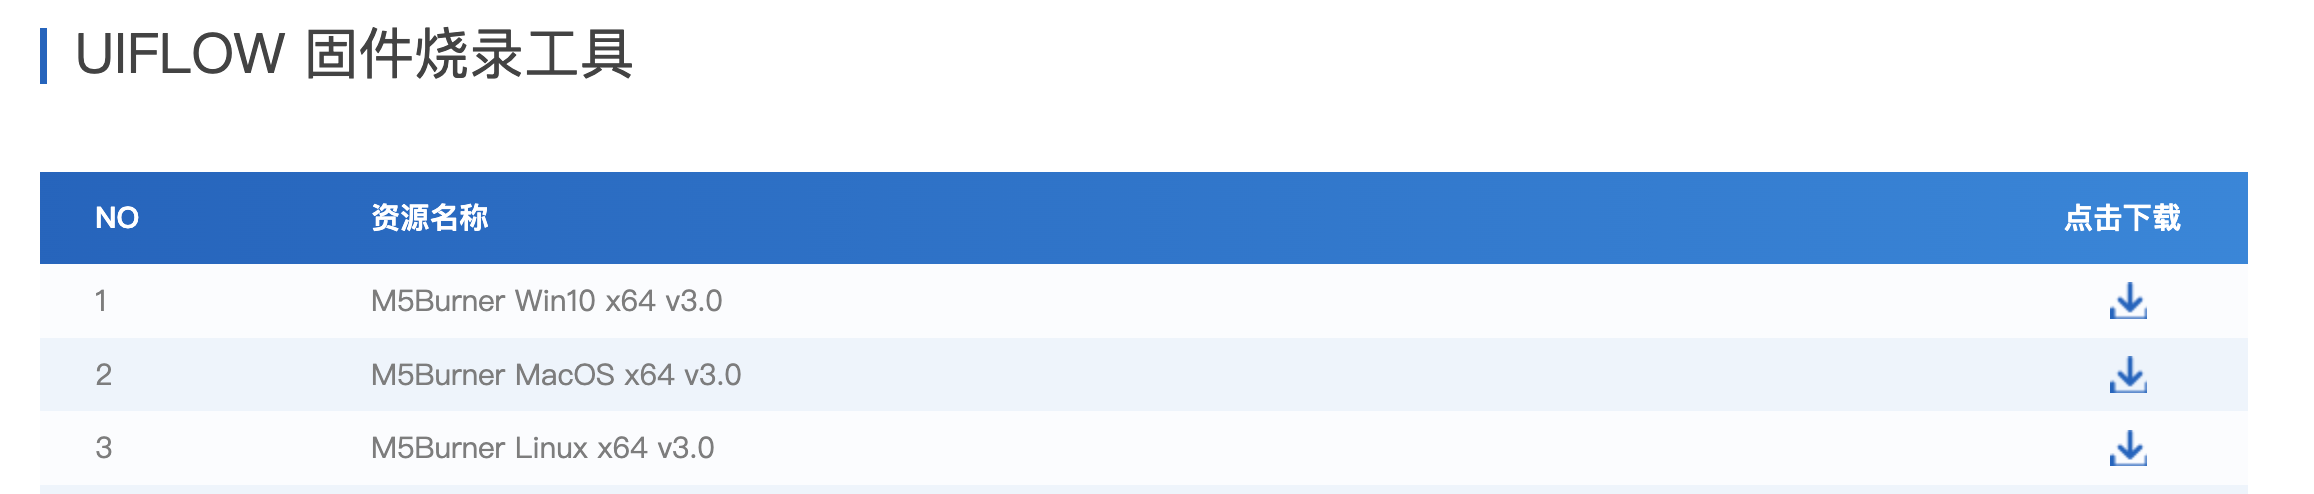 UIFLOW 固件烧录工具
NO 资源名称 点击下载
1 M5Burner Win10 x64 v3.0
2 M5Burner MacOS x64 v3.0
3 M5Burner Linux x64 v3.0